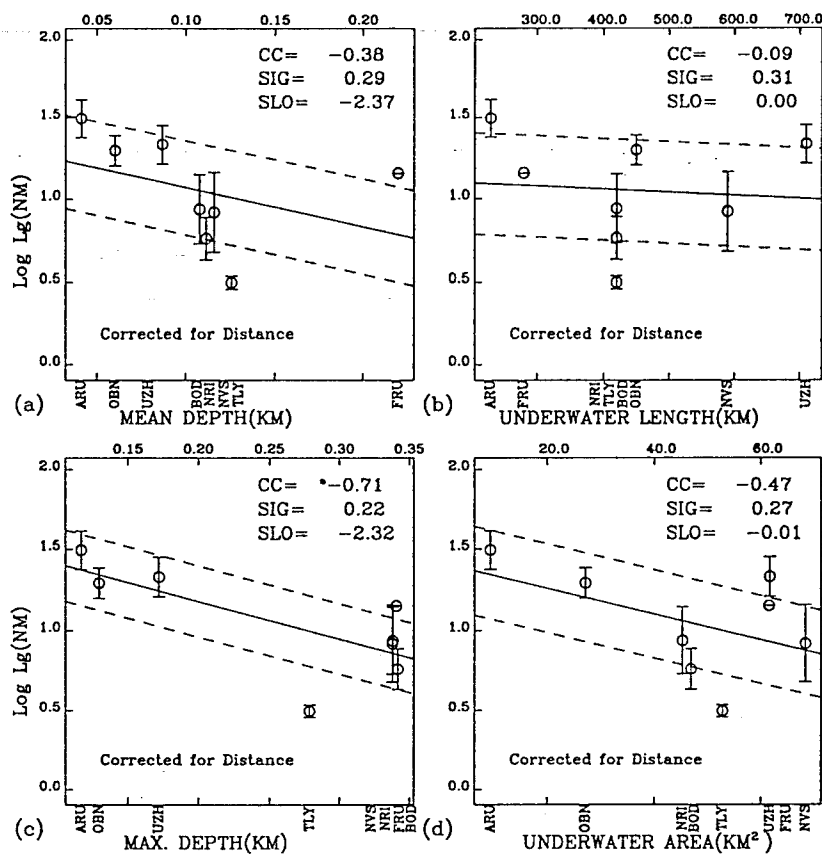 0.05 0.10 0.15 0.20
2.0
CC= −0.38
SIG= 0.29
SLO= −2.37
1.5
1.0
0.5
0.0
Log Lg(NM)
Corrected for Distance
ARU OBN UZH BOD NRI NVS TLY FRU
(a) MEAN DEPTH(KM)
300.0 400.0 500.0 600.0 700.0
2.0
CC= −0.09
SIG= 0.31
SLO= 0.00
1.5
1.0
0.5
0.0
Corrected for Distance
ARU FRU NRI TLY BOD OBN NVS UZH
(b) UNDERWATER LENGTH(KM)
0.15 0.20 0.25 0.30 0.35
2.0
CC= −0.71
SIG= 0.22
SLO= −2.32
1.5
1.0
0.5
0.0
Log Lg(NM)
Corrected for Distance
ARU OBN UZH TLY NVS NRI FRU BOD
(c) MAX. DEPTH(KM)
20.0 40.0 60.0
2.0
CC= −0.47
SIG= 0.27
SLO= −0.01
1.5
1.0
0.5
0.0
Corrected for Distance
ARU OBN NRI BOD TLY UZH FRU NVS
(d) UNDERWATER AREA(KM²)